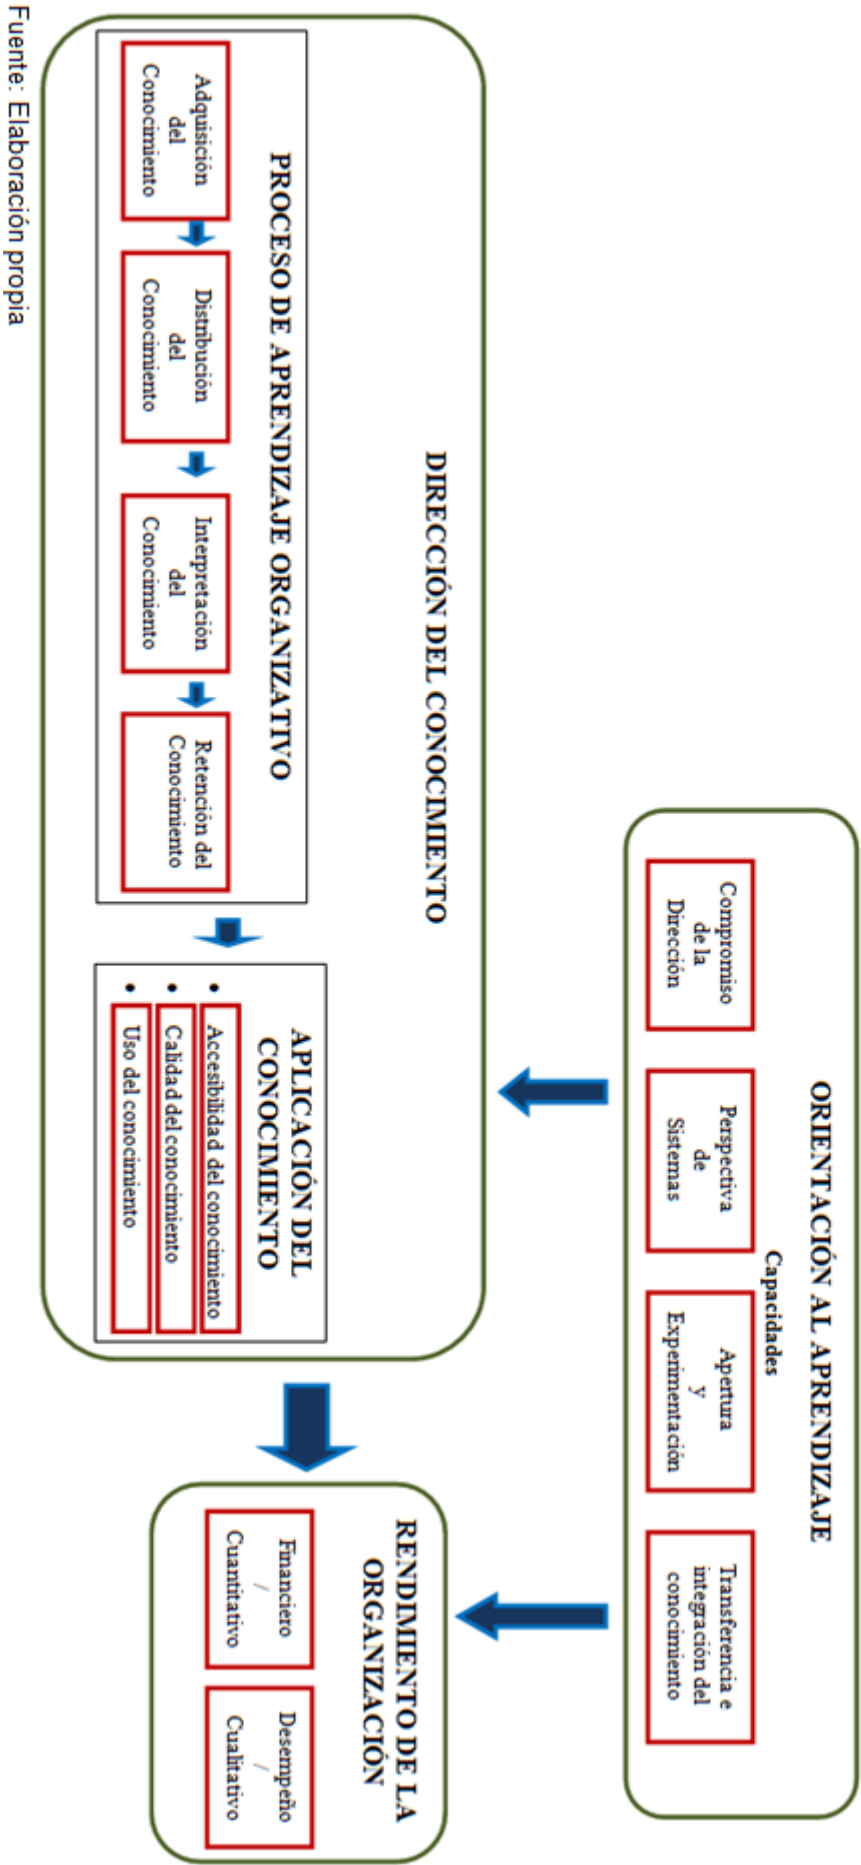 ORIENTACIÓN AL APRENDIZAJE
Capacidades
Compromiso
de la
Dirección
Perspectiva
de
Sistemas
Apertura
y
Experimentación
Transferencia e
integración del
conocimiento
DIRECCIÓN DEL CONOCIMIENTO
PROCESO DE APRENDIZAJE ORGANIZATIVO
Adquisición
del
Conocimiento
Distribución
del
Conocimiento
Interpretación
del
Conocimiento
Retención del
Conocimiento
APLICACIÓN DEL
CONOCIMIENTO
• Accesibilidad del conocimiento
• Calidad del conocimiento
• Uso del conocimiento
RENDIMIENTO DE LA
ORGANIZACIÓN
Financiero
/
Cuantitativo
Desempeño
/
Cualitativo
Fuente: Elaboración propia